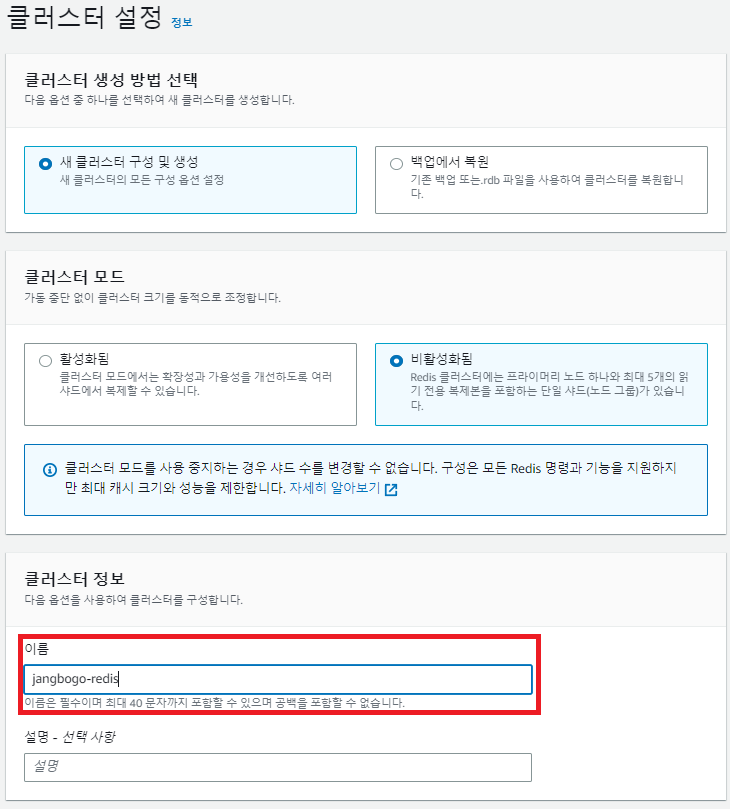 클러스터 설정 정보
클러스터 생성 방법 선택
다음 옵션 중 하나를 선택하여 새 클러스터를 생성합니다.
새 클러스터 구성 및 생성
새 클러스터의 모든 구성 옵션 설정
백업에서 복원
기존 백업 또는.rdb 파일을 사용하여 클러스터를 복원합니
다.
클러스터 모드
가동 중단 없이 클러스터 크기를 동적으로 조정합니다.
활성화됨
클러스터 모드에서는 확장성과 가용성을 개선하도록 여러
샤드에서 복제할 수 있습니다.
비활성화됨
Redis 클러스터에는 프라이머리 노드 하나와 최대 5개의 읽
기 전용 복제본을 포함하는 단일 샤드(노드 그룹)가 있습니
다.
클러스터 모드를 사용 중지하는 경우 샤드 수를 변경할 수 없습니다. 구성은 모든 Redis 명령과 기능을 지원하지
만 최대 캐시 크기와 성능을 제한합니다. 자세히 알아보기
클러스터 정보
다음 옵션을 사용하여 클러스터를 구성합니다.
이름
jangbogo-redis
이름은 필수이며 최대 40 문자까지 포함할 수 있으며 공백을 포함할 수 없습니다.
설명 - 선택 사항
설명